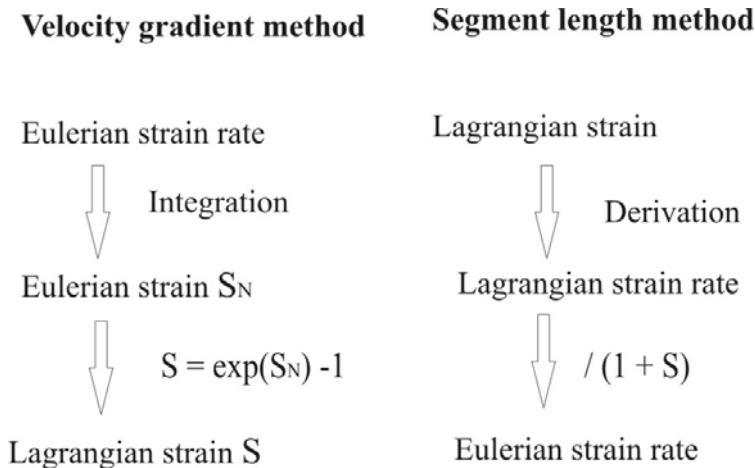 Velocity gradient method
Eulerian strain rate
Integration
Eulerian strain SN
S = exp(SN) -1
Lagrangian strain S
Segment length method
Lagrangian strain
Derivation
Lagrangian strain rate
/ (1 + S)
Eulerian strain rate